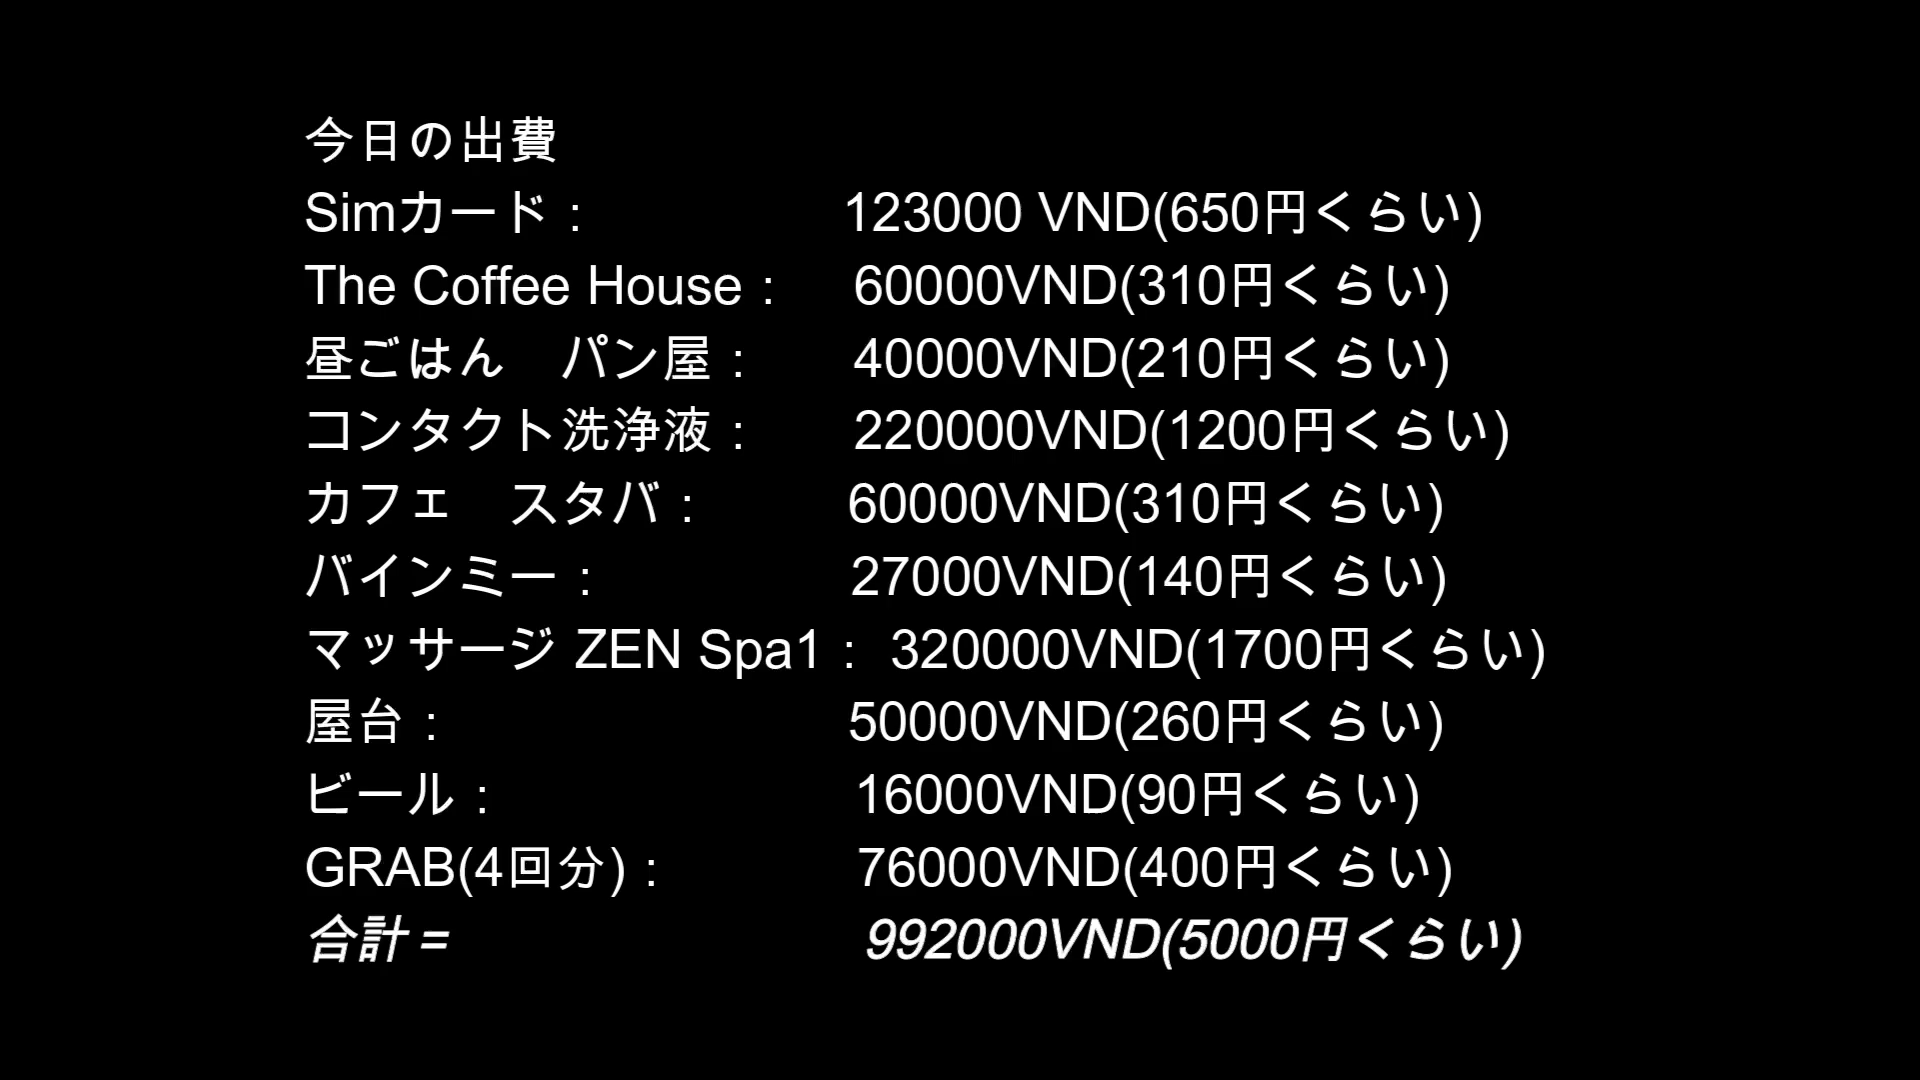 今日の出費
Simカード： 123000 VND(650円くらい)
The Coffee House： 60000VND(310円くらい)
昼ごはん　パン屋： 40000VND(210円くらい)
コンタクト洗浄液： 220000VND(1200円くらい)
カフェ　スタバ： 60000VND(310円くらい)
バインミー： 27000VND(140円くらい)
マッサージ ZEN Spa1： 320000VND(1700円くらい)
屋台： 50000VND(260円くらい)
ビール： 16000VND(90円くらい)
GRAB(4回分)： 76000VND(400円くらい)
合計＝ 992000VND(5000円くらい)